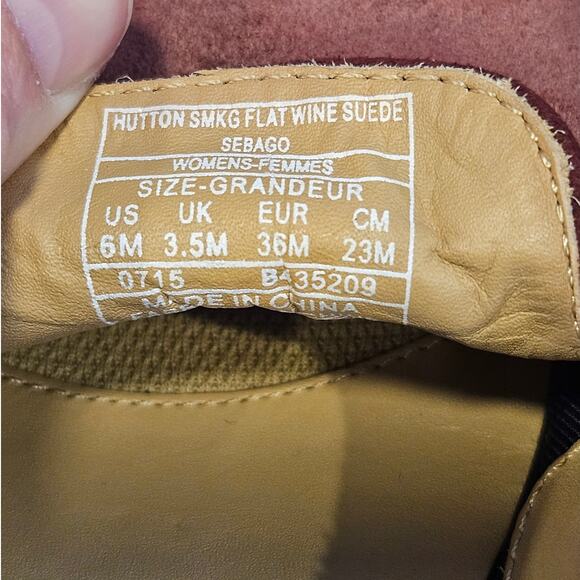 HUTTON SMKG FLAT WINE SUEDE
SEBAGO
WOMENS-FEMMES
SIZE-GRANDEUR
US UK EUR CM
6M 3.5M 36M 23M
0715 B435209
MADE IN CHINA